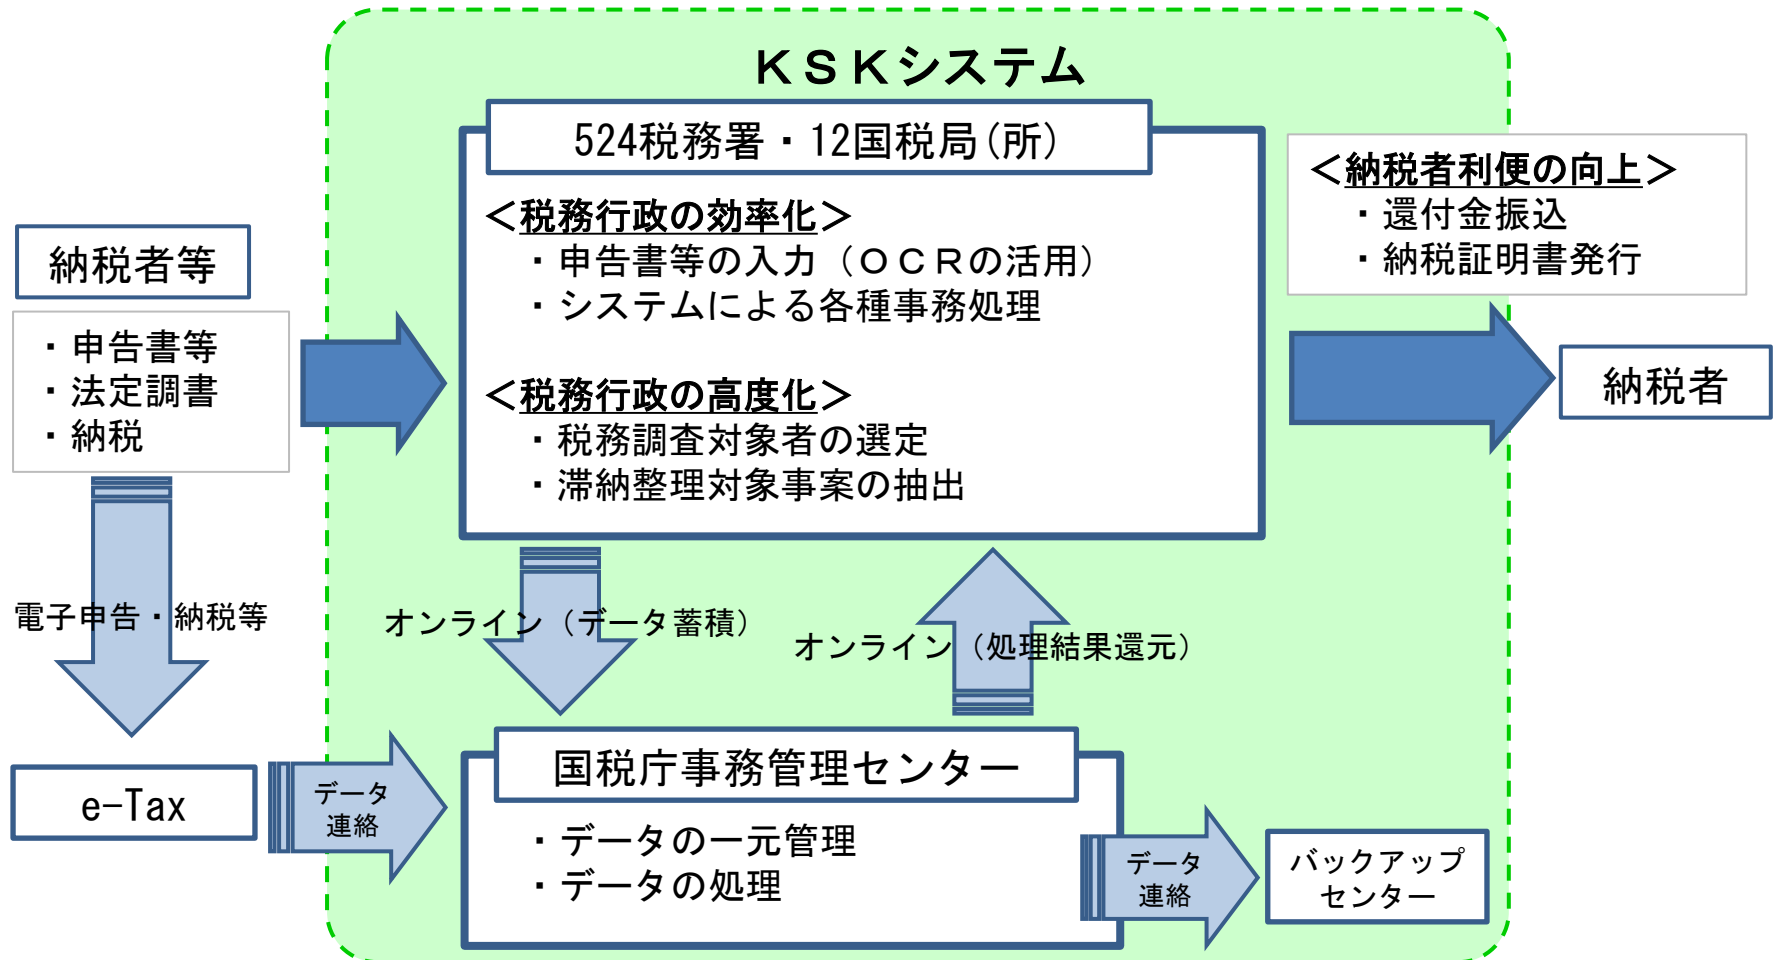 ＫＳＫシステム
524税務署・12国税局(所)
＜税務行政の効率化＞
・申告書等の入力（ＯＣＲの活用）
・システムによる各種事務処理
＜税務行政の高度化＞
・税務調査対象者の選定
・滞納整理対象事案の抽出
納税者等
・申告書等
・法定調書
・納税
＜納税者利便の向上＞
・還付金振込
・納税証明書発行
納税者
電子申告・納税等
オンライン（データ蓄積）
オンライン（処理結果還元）
e-Tax
データ
連絡
国税庁事務管理センター
・データの一元管理
・データの処理
データ
連絡
バックアップ
センター